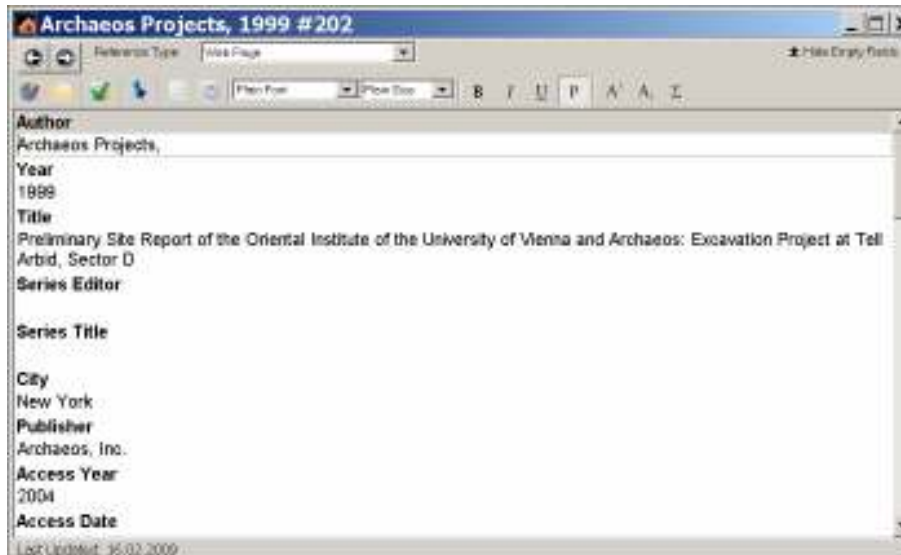 Archaeos Projects, 1999 #202
Reference Type: Web Page
Hide Empty Fields
Plain Font Plain Size B I U P A¹ A₁ Σ
Author
Archaeos Projects,
Year
1999
Title
Preliminary Site Report of the Oriental Institute of the University of Vienna and Archaeos: Excavation Project at Tell
Arbid, Sector D
Series Editor
Series Title
City
New York
Publisher
Archaeos, Inc.
Access Year
2004
Access Date
Last Updated: 16.02.2009